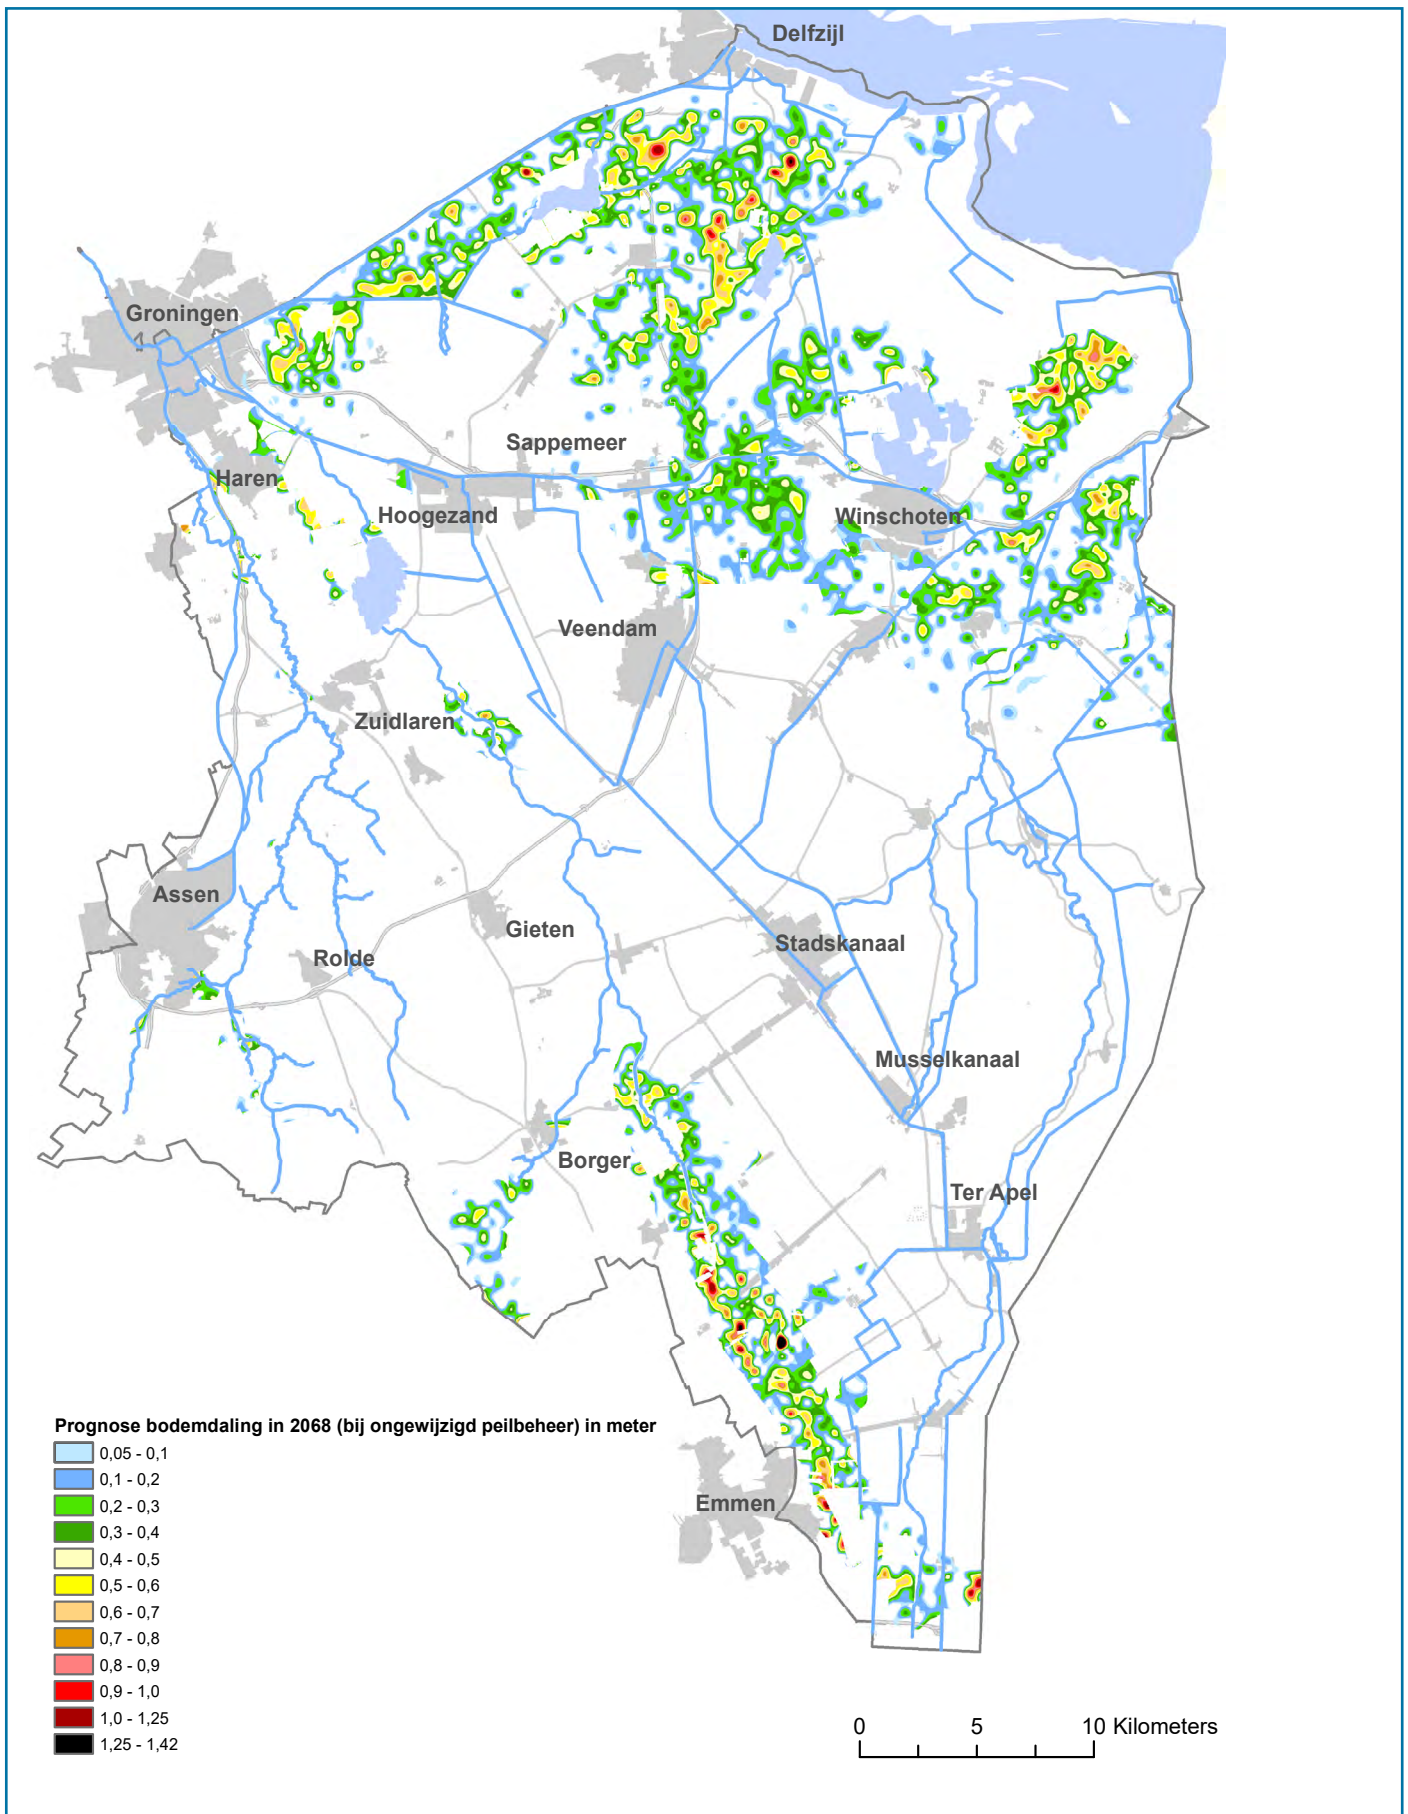 Delfzijl
Groningen
Sappemeer
Haren
Hoogezand
Winschoten
Veendam
Zuidlaren
Assen
Gieten
Stadskanaal
Rolde
Musselkanaal
Borger
Ter Apel
Emmen
Prognose bodemdaling in 2068 (bij ongewijzigd peilbeheer) in meter
0,05 - 0,1
0,1 - 0,2
0,2 - 0,3
0,3 - 0,4
0,4 - 0,5
0,5 - 0,6
0,6 - 0,7
0,7 - 0,8
0,8 - 0,9
0,9 - 1,0
1,0 - 1,25
1,25 - 1,42
0 5 10 Kilometers